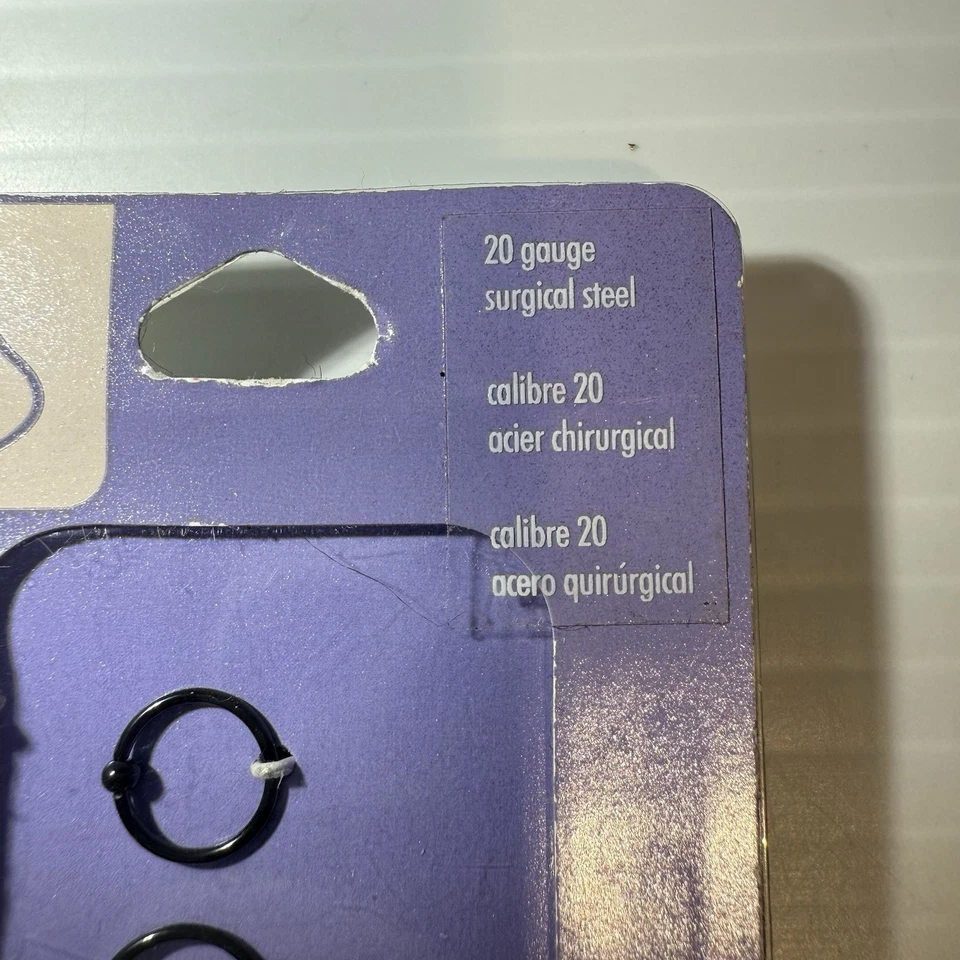 20 gauge
surgical steel
calibre 20
acier chirurgical
calibre 20
acero quirúrgical